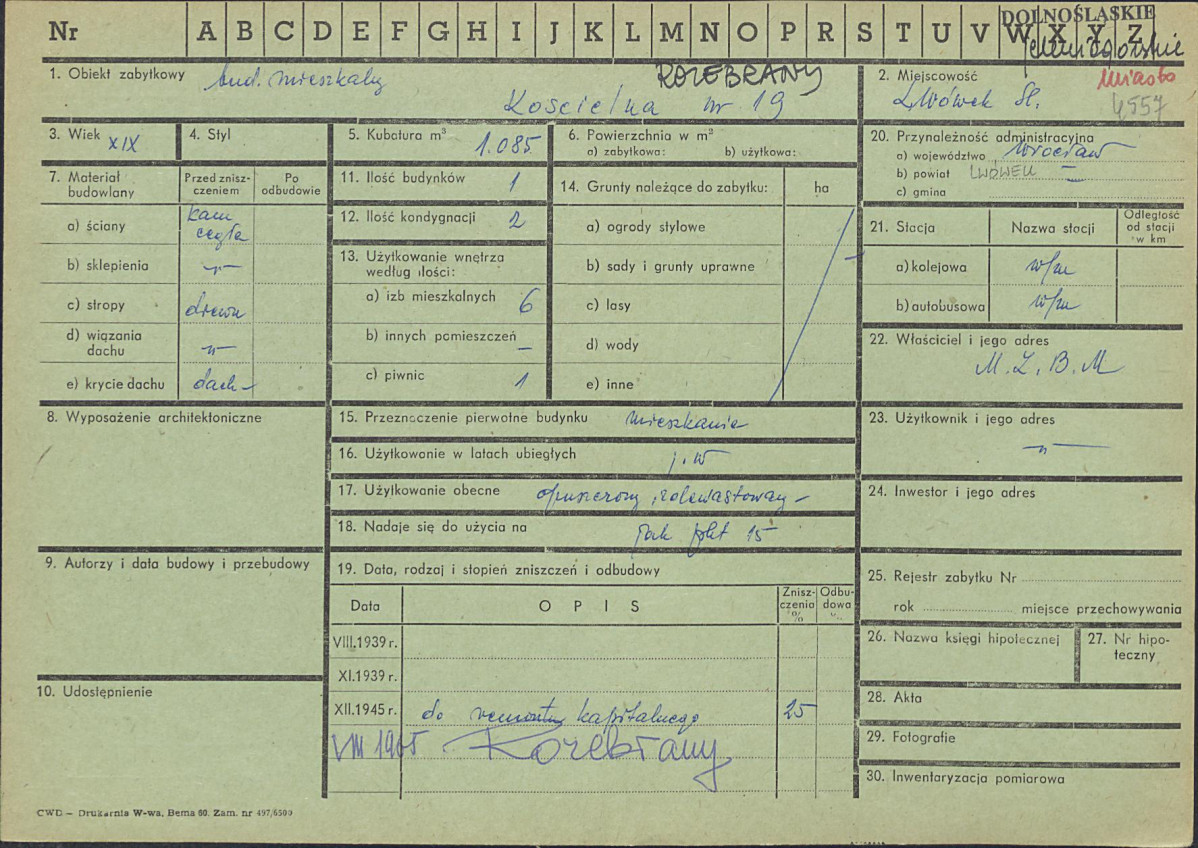 Nr A B C D E F G H I J K L M N O P R S T U V W X Y Z
DOLNOŚLĄSKIE
jeleniogórskie
1. Obiekt zabytkowy bud. mieszkalny
ROZEBRANY
Kościelna nr 19
2. Miejscowość miasto
Lwówek Śl. 4557
3. Wiek XIX
4. Styl
5. Kubatura m³ 1.085
6. Powierzchnia w m²
a) zabytkowa: b) użytkowa:
20. Przynależność administracyjna
a) województwo Wrocław
b) powiat LWÓWEK
c) gmina
7. Materiał budowlany
Przed zniszczeniem
Po odbudowie
a) ściany kam cegła
b) sklepienia -"-
c) stropy drewn
d) wiązania dachu -"-
e) krycie dachu dach-
11. Ilość budynków 1
12. Ilość kondygnacji 2
13. Użytkowanie wnętrza
według ilości:
a) izb mieszkalnych 6
b) innych pomieszczeń –
c) piwnic 1
14. Grunty należące do zabytku: ha
a) ogrody stylowe
b) sady i grunty uprawne
c) lasy
d) wody
e) inne
21. Stacja
Nazwa stacji
Odległość od stacji w km
a) kolejowa w/m
b) autobusowa w/m
22. Właściciel i jego adres
M. Z. B. M
8. Wyposażenie architektoniczne
15. Przeznaczenie pierwotne budynku mieszkanie
16. Użytkowanie w latach ubiegłych j.w
17. Użytkowanie obecne opuszczony, zdewastowany –
18. Nadaje się do użycia na jak pkt 15
23. Użytkownik i jego adres
-"-
24. Inwestor i jego adres
9. Autorzy i data budowy i przebudowy
19. Data, rodzaj i stopień zniszczeń i odbudowy
Data
OPIS
Zniszczenia %
Odbudowa %
VIII.1939 r.
XI.1939 r.
XII.1945 r. do remontu kapitalnego 25
VIII 1965 Rozebrany
10. Udostępnienie
25. Rejestr zabytku Nr
rok miejsce przechowywania
26. Nazwa księgi hipotecznej
27. Nr hipoteczny
28. Akta
29. Fotografie
30. Inwentaryzacja pomiarowa
CWD – Drukarnia W-wa, Bema 60. Zam. nr 497/6500